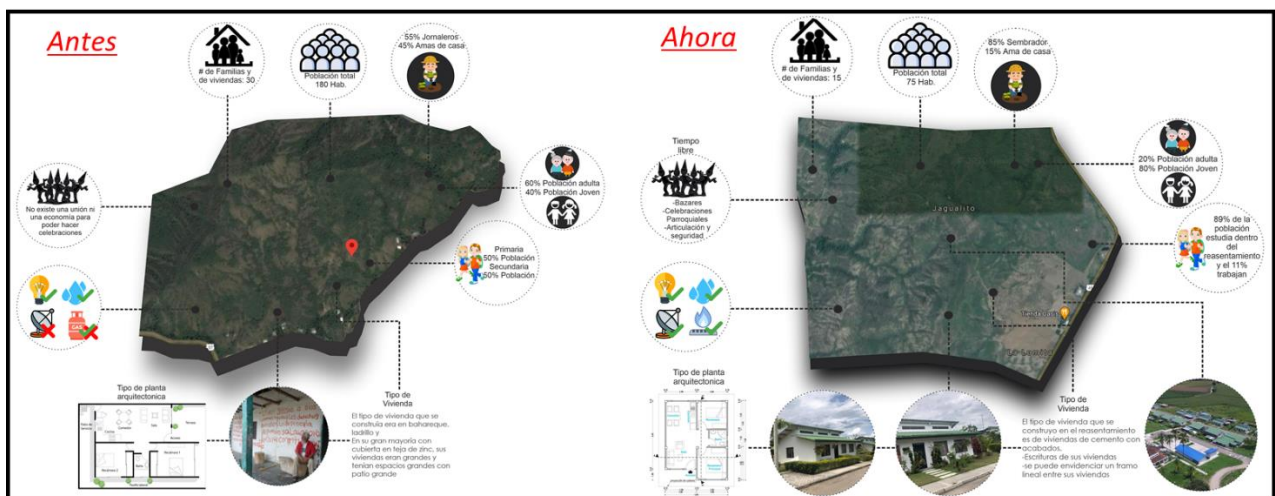 Antes
# de Familias y
de viviendas: 30
Población total
180 Hab.
55% Jornaleros
45% Amas de casa
No existe una unión ni
una economía para
poder hacer
celebraciones
60% Población adulta
40% Población Joven
Primaria
50% Población
Secundaria
50% Población
GAS
Tipo de planta
arquitectonica
Tipo de
Vivienda
El tipo de vivienda que se
construía era en bahareque,
ladrillo y
En su gran mayoría con
cubierta en teja de zinc, sus
viviendas eran grandes y
tenían espacios grandes con
patio grande
Ahora
# de Familias y
de viviendas: 15
Población total
75 Hab.
85% Sembrador
15% Ama de casa
Tiempo
libre
-Bazares
-Celebraciones
Parroquiales
-Articulación y
seguridad
20% Población adulta
80% Población Joven
89% de la
población
estudia dentro
del
reasentamiento
y el 11%
trabajan
Jagualito
La Lomita
Tipo de planta
arquitectonica
Tipo de
Vivienda
El tipo de vivienda que se
construyo en el reasentamiento
es de viviendas de cemento con
acabados.
-Escrituras de sus viviendas
-se puede envidenciar un tramo
lineal entre sus viviendas